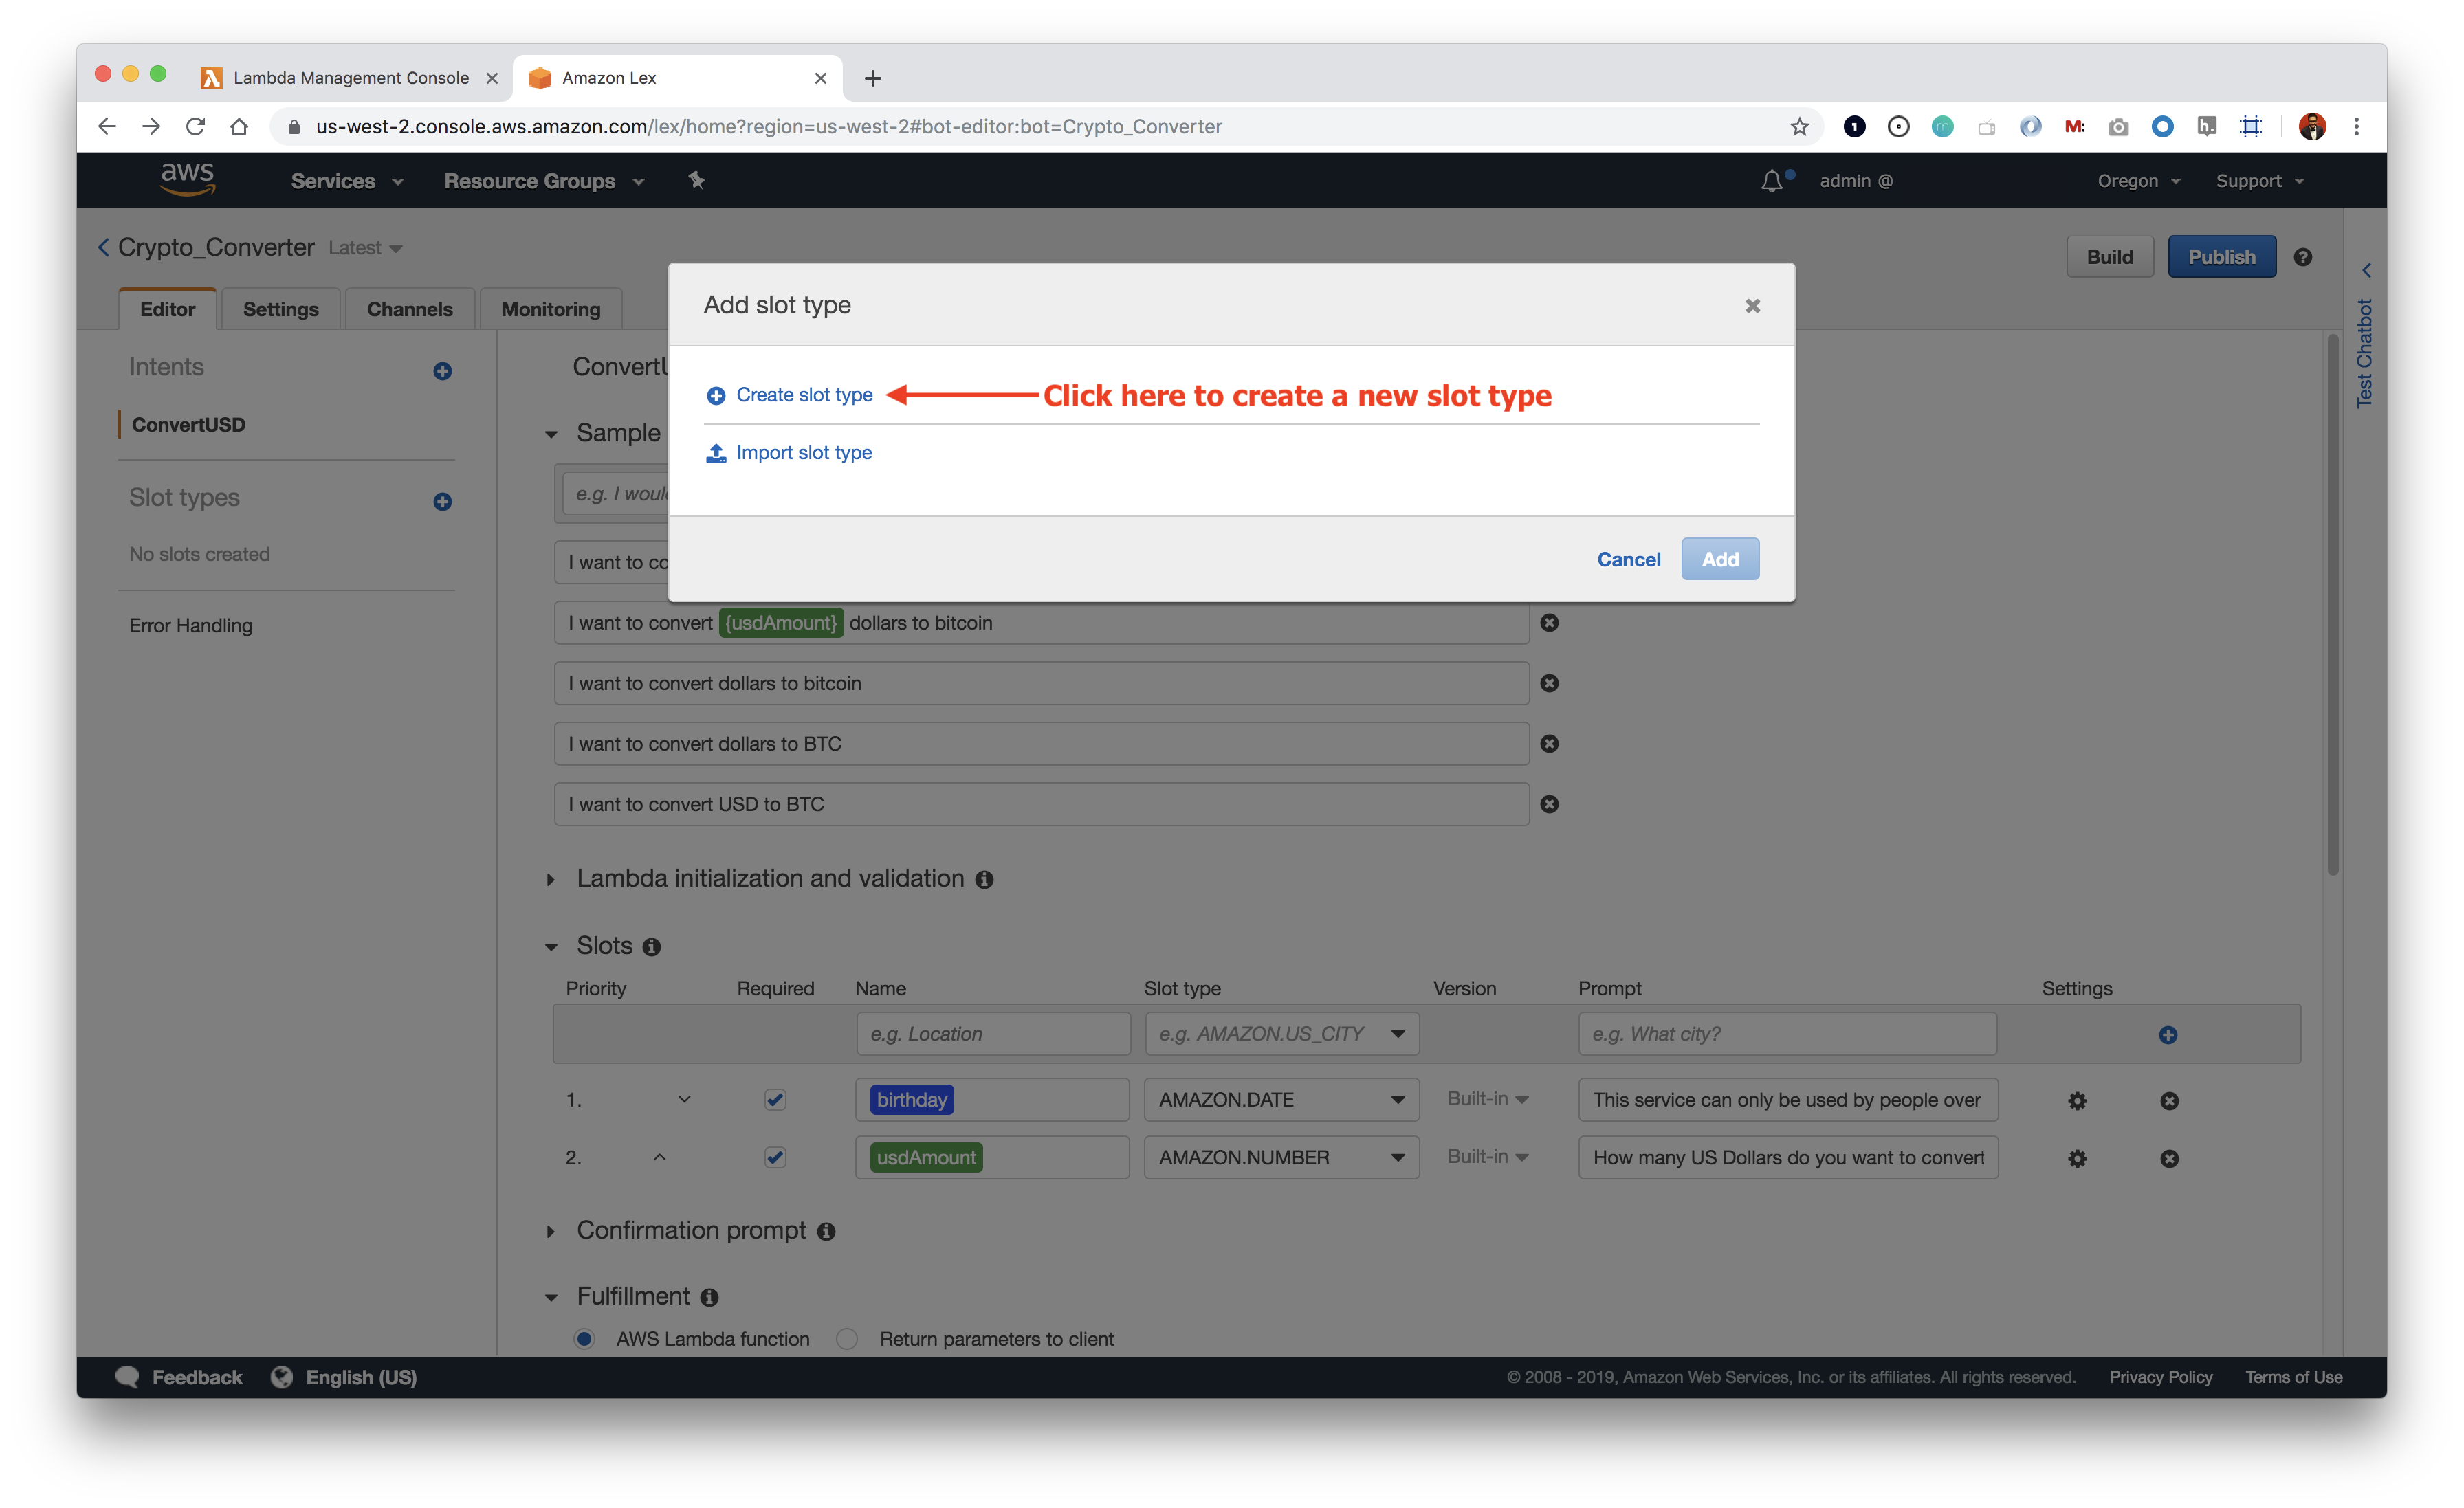 Lambda Management Console
Amazon Lex
us-west-2.console.aws.amazon.com/lex/home?region=us-west-2#bot-editor:bot=Crypto_Converter
aws Services Resource Groups admin @ Oregon Support
Crypto_Converter Latest
Build Publish
Test Chatbot
Editor Settings Channels Monitoring
Add slot type
Create slot type
Click here to create a new slot type
Import slot type
Cancel Add
Intents
ConvertUSD
Slot types
No slots created
Error Handling
ConvertU
Sample
e.g. I would
I want to co
I want to convert {usdAmount} dollars to bitcoin
I want to convert dollars to bitcoin
I want to convert dollars to BTC
I want to convert USD to BTC
Lambda initialization and validation
Slots
Priority Required Name Slot type Version Prompt Settings
e.g. Location e.g. AMAZON.US_CITY e.g. What city?
1. birthday AMAZON.DATE Built-in This service can only be used by people over
2. usdAmount AMAZON.NUMBER Built-in How many US Dollars do you want to convert
Confirmation prompt
Fulfillment
AWS Lambda function Return parameters to client
Feedback English (US) © 2008 - 2019, Amazon Web Services, Inc. or its affiliates. All rights reserved. Privacy Policy Terms of Use